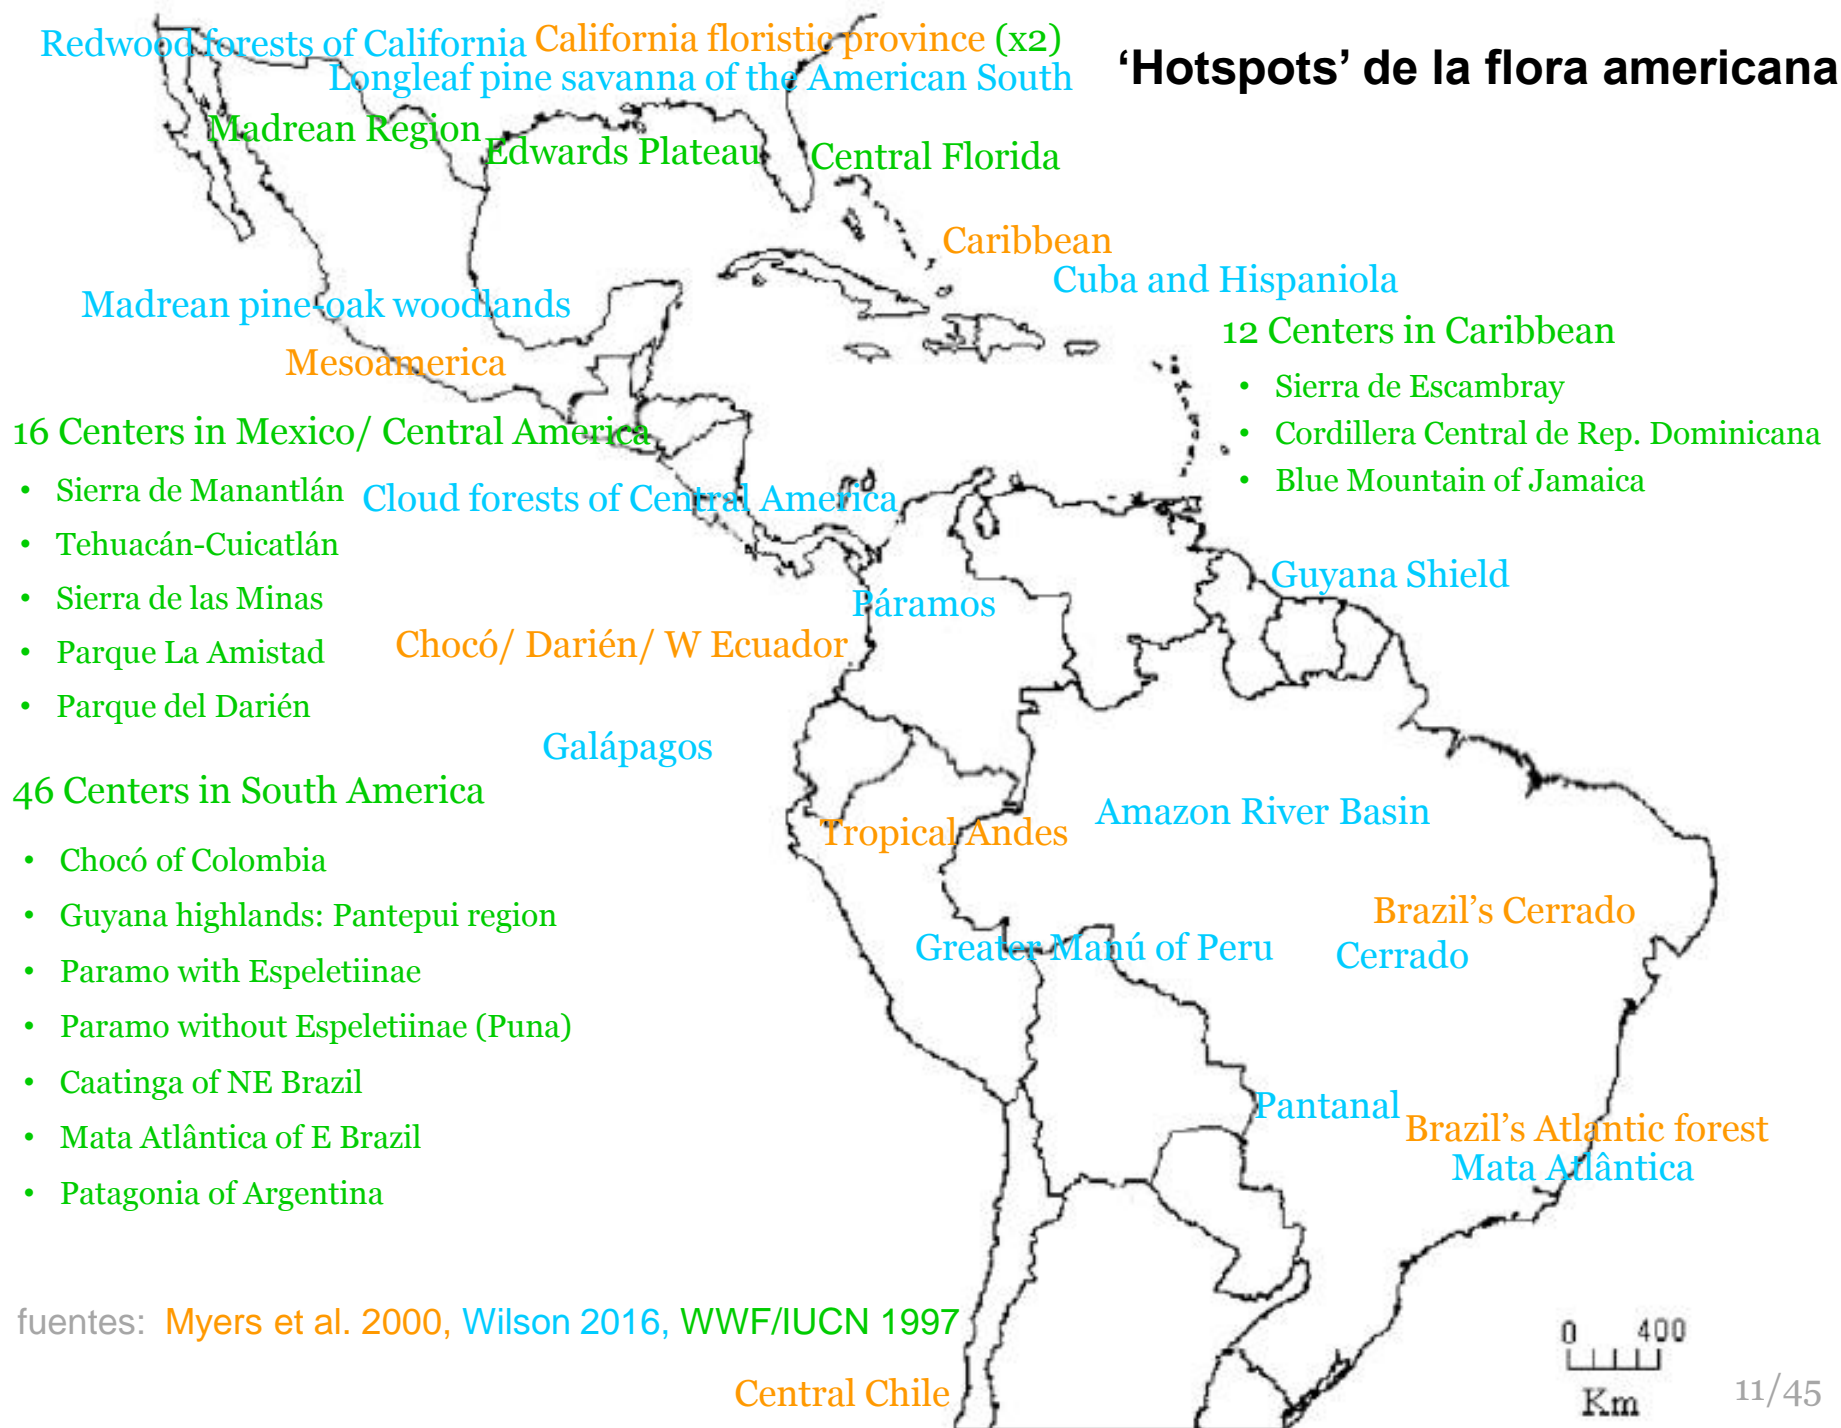 Redwood forests of California California floristic province (x2)
‘Hotspots’ de la flora americana
Longleaf pine savanna of the American South
Madrean Region
Edwards Plateau
Central Florida
Caribbean
Cuba and Hispaniola
Madrean pine-oak woodlands
12 Centers in Caribbean
• Sierra de Escambray
• Cordillera Central de Rep. Dominicana
• Blue Mountain of Jamaica
Mesoamerica
16 Centers in Mexico/ Central America
• Sierra de Manantlán
• Tehuacán-Cuicatlán
• Sierra de las Minas
• Parque La Amistad
• Parque del Darién
Cloud forests of Central America
Guyana Shield
Páramos
Chocó/ Darién/ W Ecuador
Galápagos
46 Centers in South America
• Chocó of Colombia
• Guyana highlands: Pantepui region
• Paramo with Espeletiinae
• Paramo without Espeletiinae (Puna)
• Caatinga of NE Brazil
• Mata Atlântica of E Brazil
• Patagonia of Argentina
Amazon River Basin
Tropical Andes
Brazil’s Cerrado
Greater Manú of Peru
Cerrado
Pantanal
Brazil’s Atlantic forest
Mata Atlântica
fuentes: Myers et al. 2000, Wilson 2016, WWF/IUCN 1997
Central Chile
0 400
Km
11/45